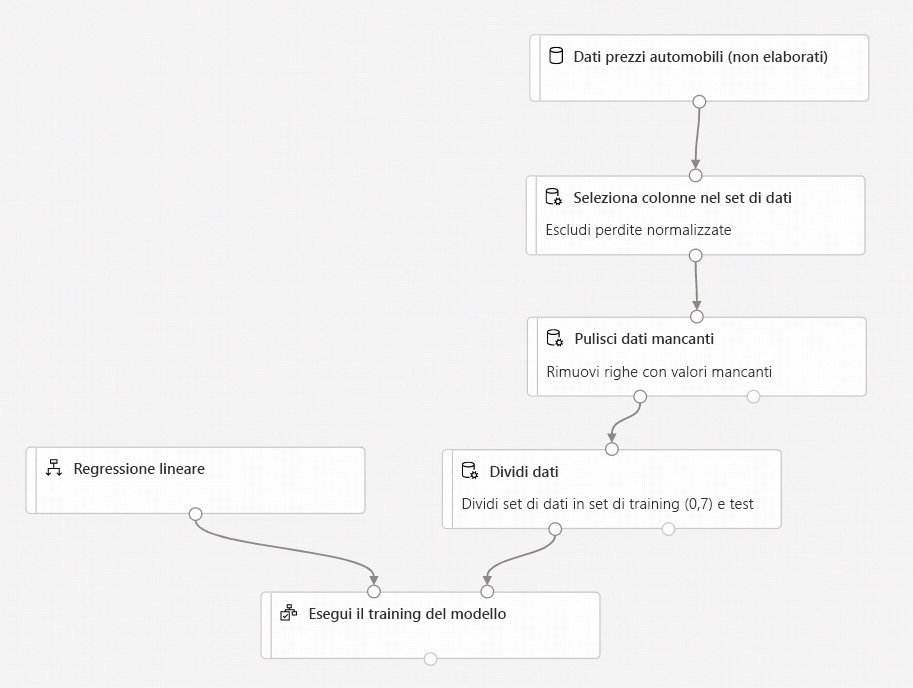 Dati prezzi automobili (non elaborati)
Seleziona colonne nel set di dati
Escludi perdite normalizzate
Pulisci dati mancanti
Rimuovi righe con valori mancanti
Regressione lineare
Dividi dati
Dividi set di dati in set di training (0,7) e test
Esegui il training del modello